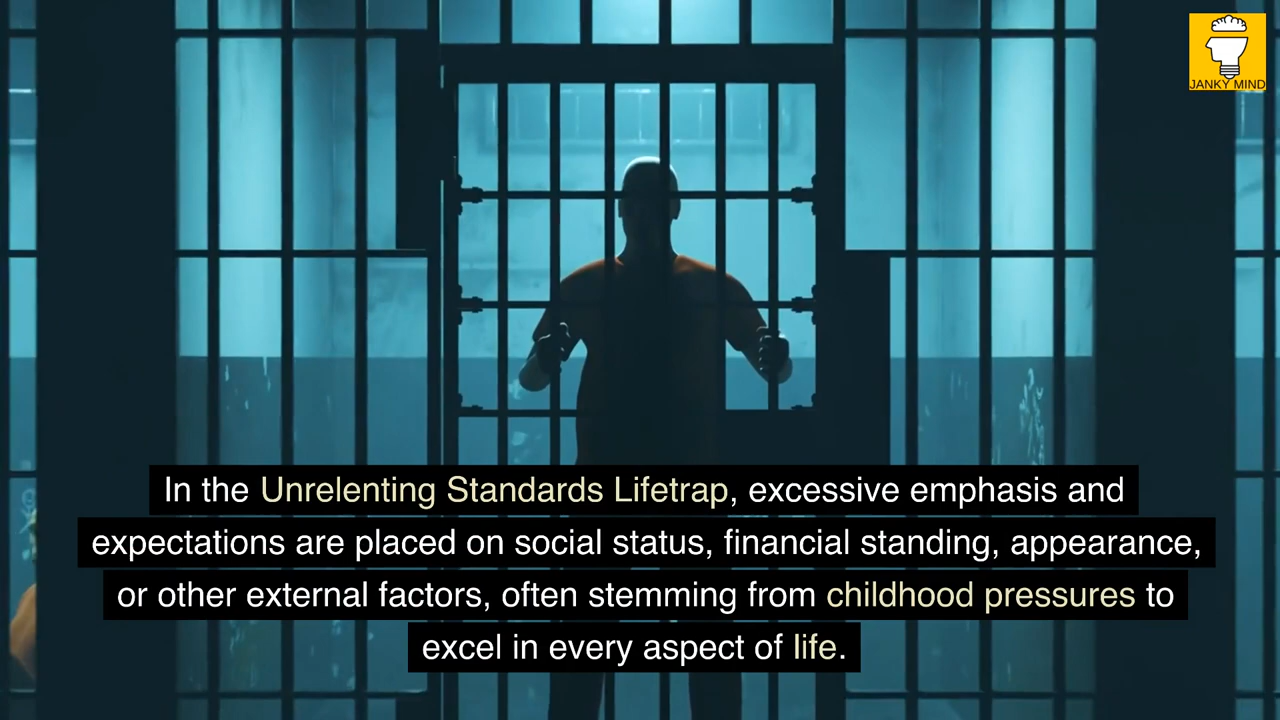 JANKY MIND
In the Unrelenting Standards Lifetrap, excessive emphasis and
expectations are placed on social status, financial standing, appearance,
or other external factors, often stemming from childhood pressures to
excel in every aspect of life.